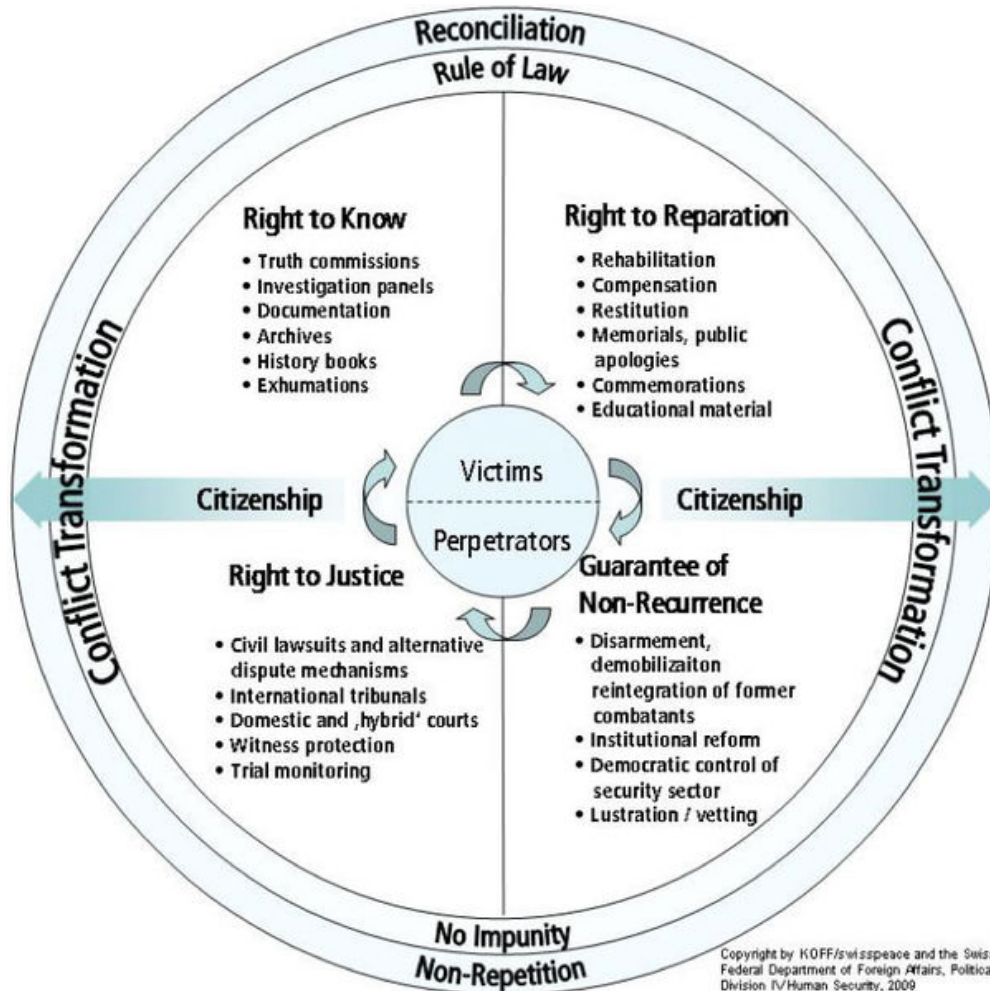 Reconciliation
Rule of Law
Right to Know
• Truth commissions
• Investigation panels
• Documentation
• Archives
• History books
• Exhumations
Right to Reparation
• Rehabilitation
• Compensation
• Restitution
• Memorials, public
apologies
• Commemorations
• Educational material
Conflict Transformation
Conflict Transformation
Citizenship
Victims
Perpetrators
Citizenship
Right to Justice
• Civil lawsuits and alternative
dispute mechanisms
• International tribunals
• Domestic and ‚hybrid‘ courts
• Witness protection
• Trial monitoring
Guarantee of
Non-Recurrence
• Disarmement,
demobilizaiton
reintegration of former
combatants
• Institutional reform
• Democratic control of
security sector
• Lustration / vetting
No Impunity
Non-Repetition
Copyright by KOFF/swisspeace and the Swis
Federal Department of Foreign Affairs, Politica
Division IV/Human Security, 2009